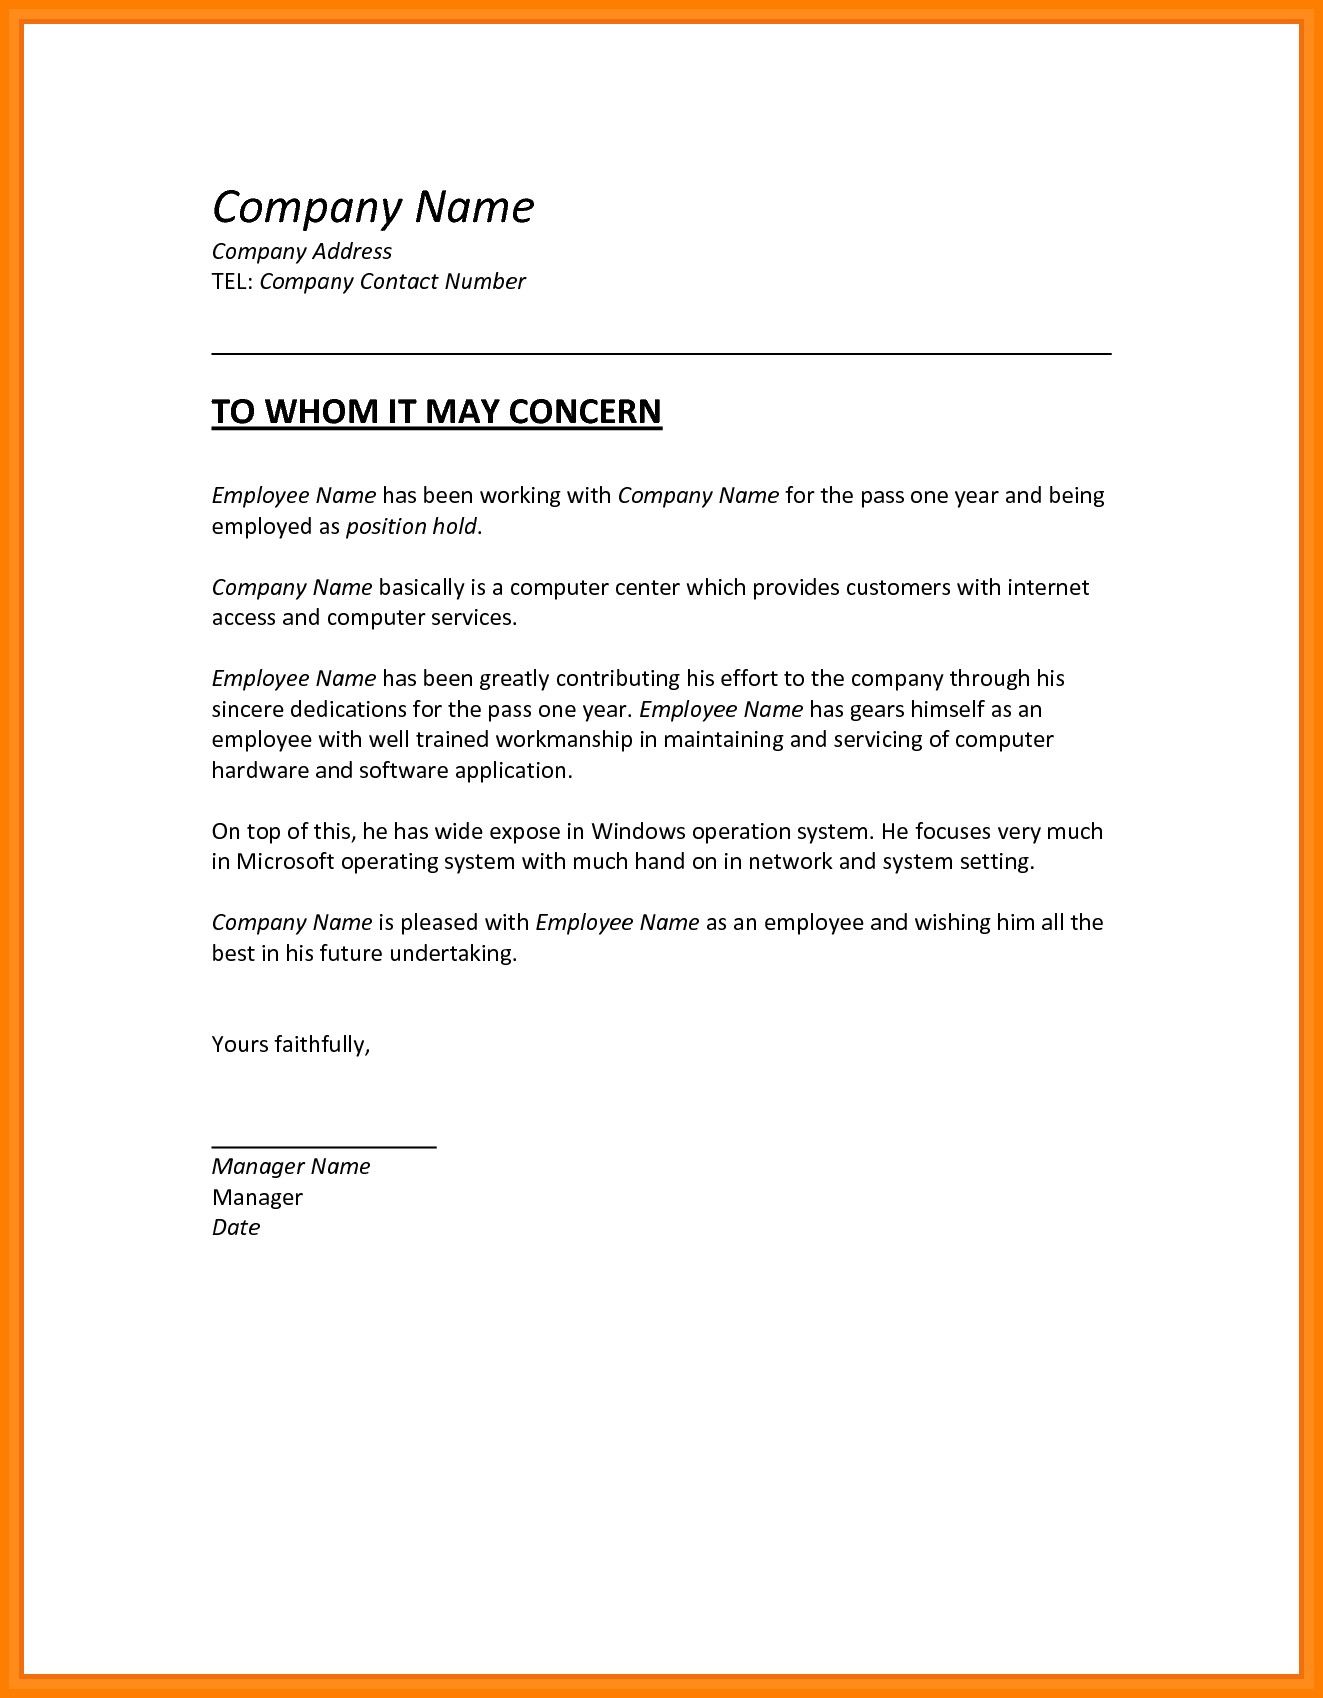 Company Name
Company Address
TEL: Company Contact Number
TO WHOM IT MAY CONCERN
Employee Name has been working with Company Name for the pass one year and being
employed as position hold.
Company Name basically is a computer center which provides customers with internet
access and computer services.
Employee Name has been greatly contributing his effort to the company through his
sincere dedications for the pass one year. Employee Name has gears himself as an
employee with well trained workmanship in maintaining and servicing of computer
hardware and software application.
On top of this, he has wide expose in Windows operation system. He focuses very much
in Microsoft operating system with much hand on in network and system setting.
Company Name is pleased with Employee Name as an employee and wishing him all the
best in his future undertaking.
Yours faithfully,
Manager Name
Manager
Date